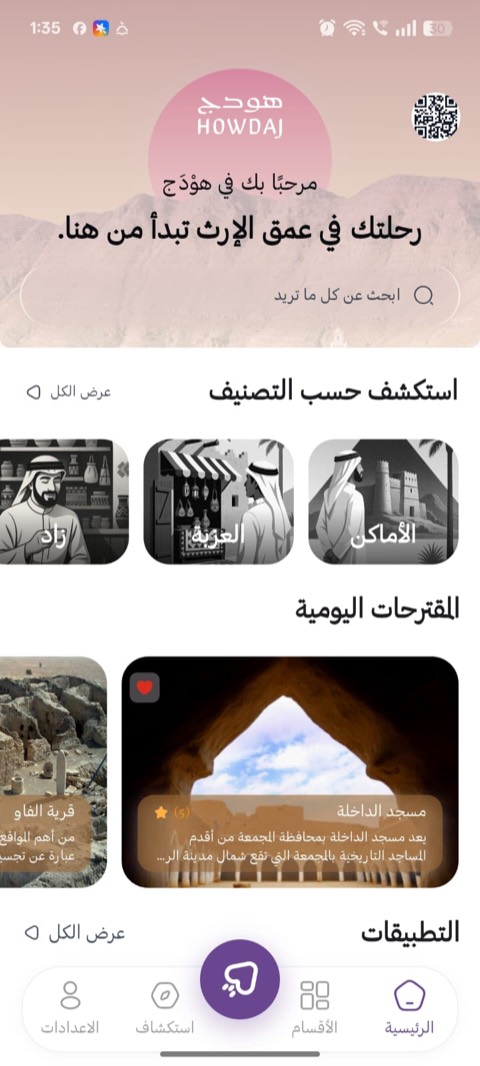 1:35
30
هودج
HOWDAJ
مرحبًا بك في هوْدَج
رحلتك في عمق الإرث تبدأ من هنا.
ابحث عن كل ما تريد
استكشف حسب التصنيف
عرض الكل
الأماكن
العزبة
زاد
المقترحات اليومية
مسجد الداخلة
(5)
يعد مسجد الداخلة بمحافظة المجمعة من أقدم
المساجد التاريخية بالمجمعة التي تقع شمال مدينة الر...
قرية الفاو
من أهم المواقع
عبارة عن تجسي
التطبيقات
عرض الكل
الرئيسية
الأقسام
استكشاف
الاعدادات